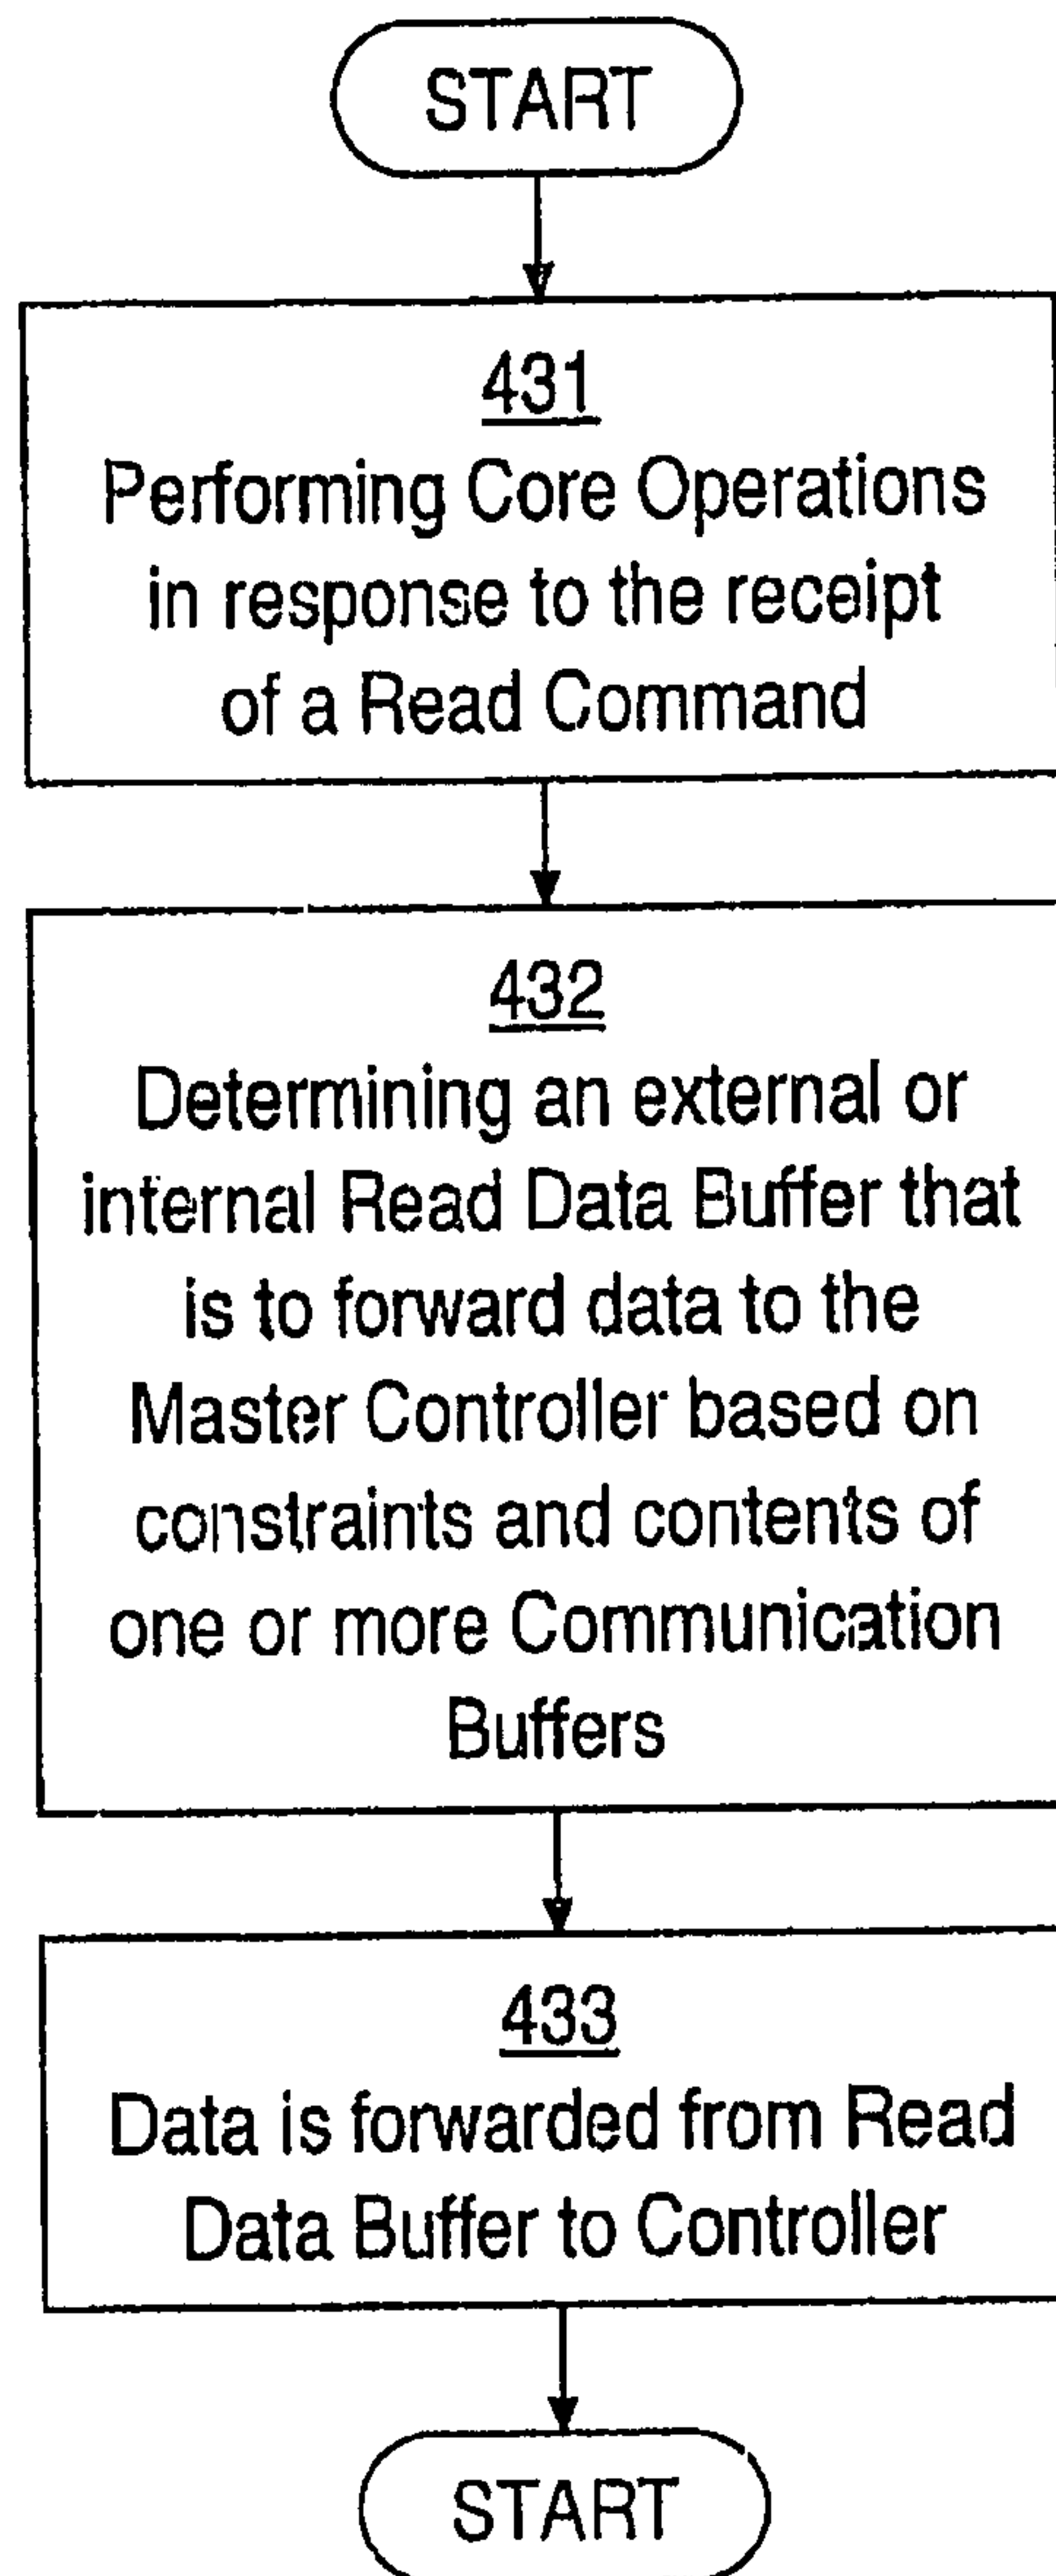 START
431
Performing Core Operations
in response to the receipt
of a Read Command
432
Determining an external or
internal Read Data Buffer that
is to forward data to the
Master Controller based on
constraints and contents of
one or more Communication
Buffers
433
Data is forwarded from Read
Data Buffer to Controller
START